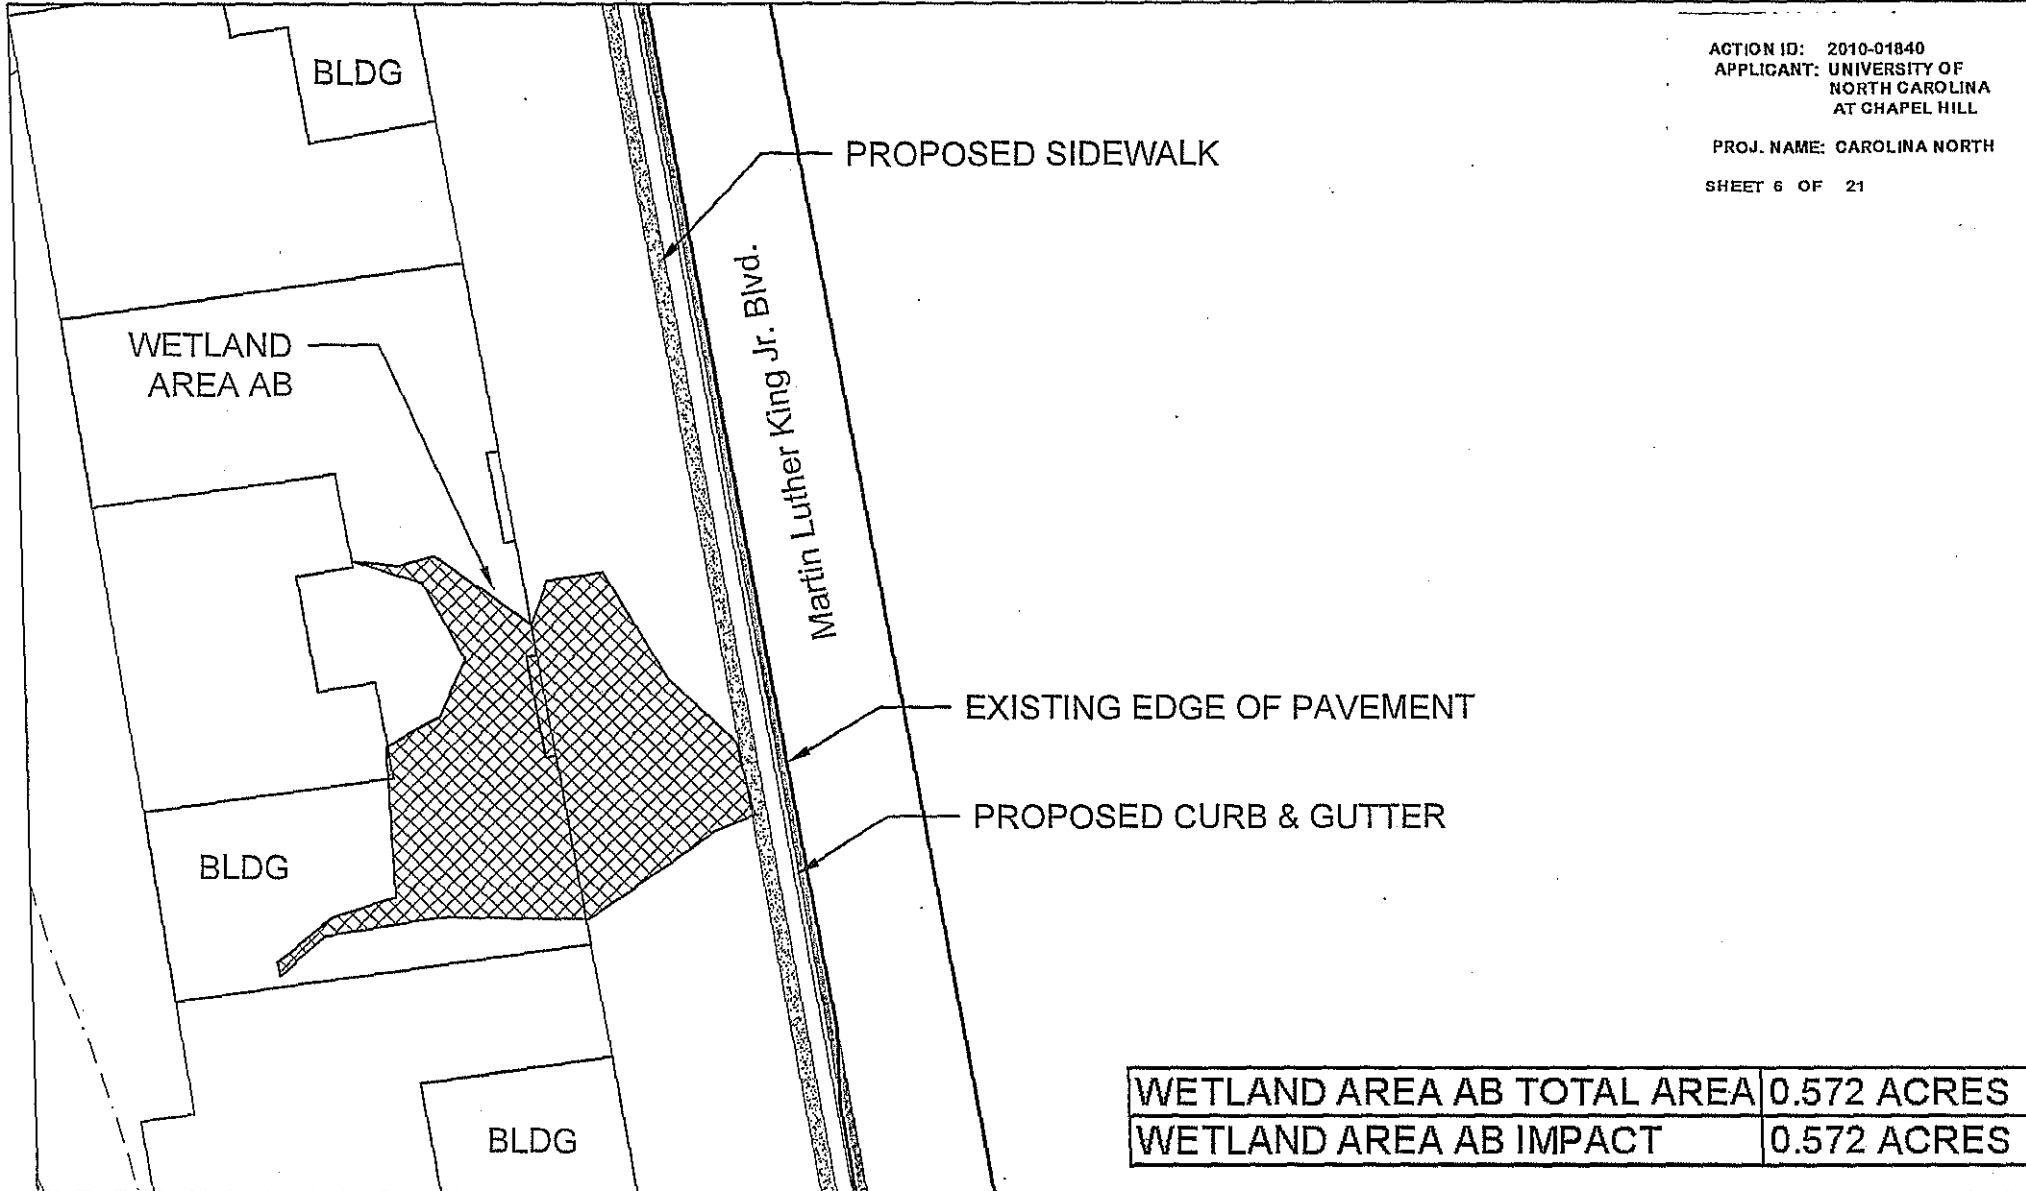 ACTION ID: 2010-01840
APPLICANT: UNIVERSITY OF
NORTH CAROLINA
AT CHAPEL HILL
PROJ. NAME: CAROLINA NORTH
SHEET 6 OF 21
BLDG
PROPOSED SIDEWALK
Martin Luther King Jr. Blvd.
WETLAND
AREA AB
EXISTING EDGE OF PAVEMENT
PROPOSED CURB & GUTTER
BLDG
BLDG
WETLAND AREA AB TOTAL AREA 0.572 ACRES
WETLAND AREA AB IMPACT 0.572 ACRES